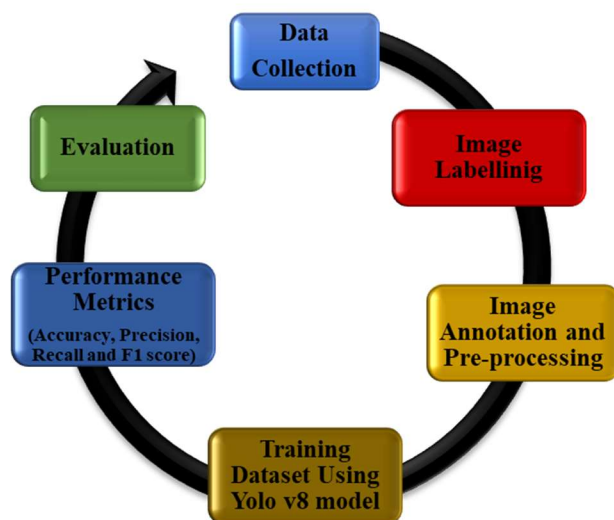 Data
Collection
Image
Labellinig
Image
Annotation and
Pre-processing
Training
Dataset Using
Yolo v8 model
Performance
Metrics
(Accuracy, Precision,
Recall and F1 score)
Evaluation